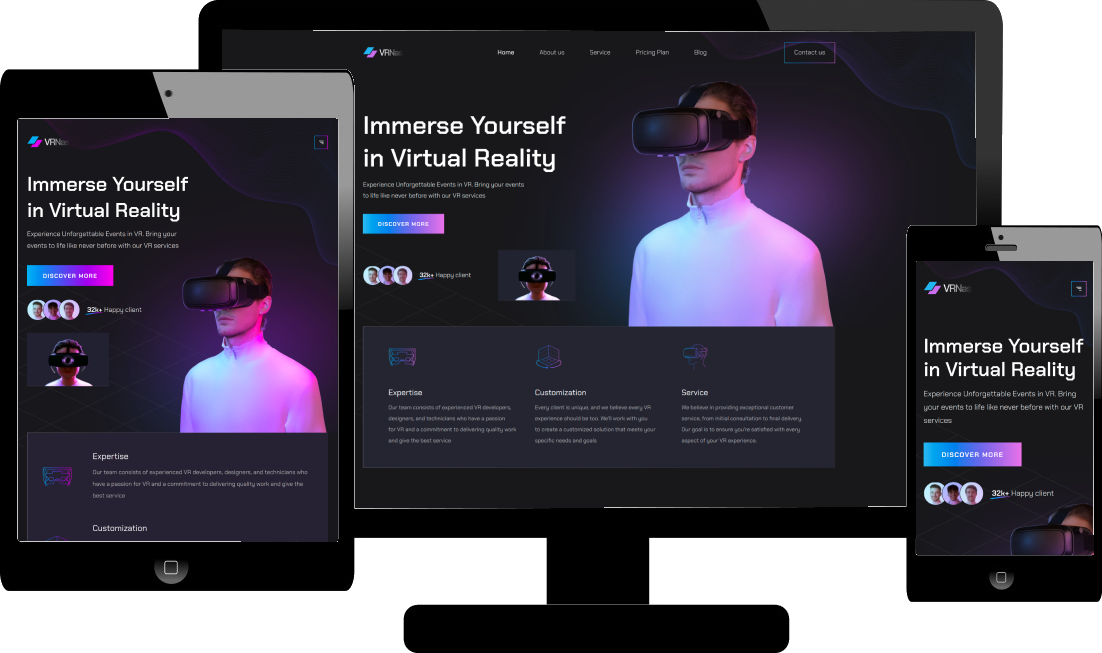 VRNas
Home
About us
Service
Pricing Plan
Blog
Contact us
Immerse Yourself
in Virtual Reality
Experience Unforgettable Events in VR. Bring your events
to life like never before with our VR services
DISCOVER MORE
32k+ Happy client
Expertise
Our team consists of experienced VR developers,
designers, and technicians who have a passion
for VR and a commitment to delivering quality work
and give the best service
Customization
Every client is unique, and we believe every VR
experience should be too. We'll work with you
to create a customized solution that meets your
specific needs and goals
Service
We believe in providing exceptional customer
service, from initial consultation to final delivery.
Our goal is to ensure you're satisfied with every
aspect of your VR experience.
VRNas
Immerse Yourself
in Virtual Reality
Experience Unforgettable Events in VR. Bring your
events to life like never before with our VR services
DISCOVER MORE
32k+ Happy client
Expertise
Our team consists of experienced VR developers, designers, and technicians who
have a passion for VR and a commitment to delivering quality work and give the
best service
Customization
VRNas
Immerse Yourself
in Virtual Reality
Experience Unforgettable Events in VR. Bring
your events to life like never before with our VR
services
DISCOVER MORE
32k+ Happy client